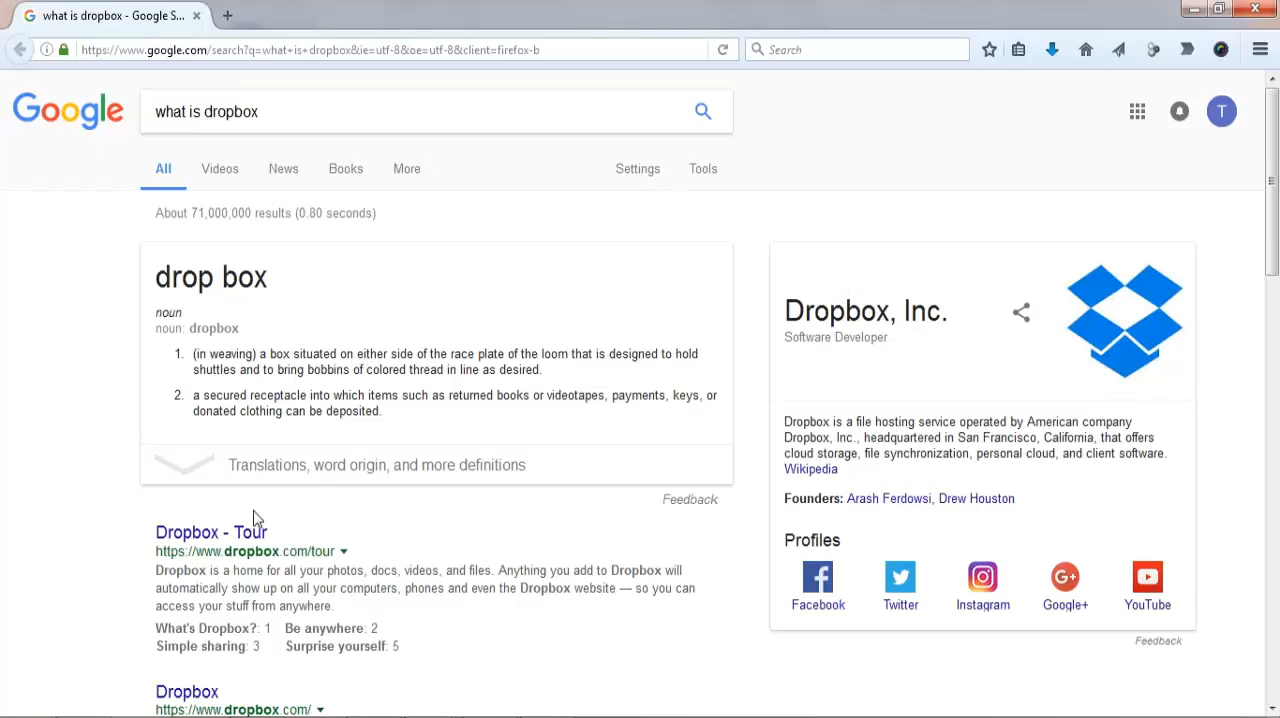 what is dropbox - Google S...
https://www.google.com/search?q=what+is+dropbox&ie=utf-8&oe=utf-8&client=firefox-b
Search
Google
what is dropbox
T
All
Videos
News
Books
More
Settings
Tools
About 71,000,000 results (0.80 seconds)
drop box
noun
noun: dropbox
1. (in weaving) a box situated on either side of the race plate of the loom that is designed to hold
shuttles and to bring bobbins of colored thread in line as desired.
2. a secured receptacle into which items such as returned books or videotapes, payments, keys, or
donated clothing can be deposited.
Translations, word origin, and more definitions
Feedback
Dropbox - Tour
https://www.dropbox.com/tour
Dropbox is a home for all your photos, docs, videos, and files. Anything you add to Dropbox will
automatically show up on all your computers, phones and even the Dropbox website — so you can
access your stuff from anywhere.
What's Dropbox?: 1 Be anywhere: 2
Simple sharing: 3 Surprise yourself: 5
Dropbox
https://www.dropbox.com/
Dropbox, Inc.
Software Developer
Dropbox is a file hosting service operated by American company
Dropbox, Inc., headquartered in San Francisco, California, that offers
cloud storage, file synchronization, personal cloud, and client software.
Wikipedia
Founders: Arash Ferdowsi, Drew Houston
Profiles
Facebook
Twitter
Instagram
G+
Google+
YouTube
Feedback